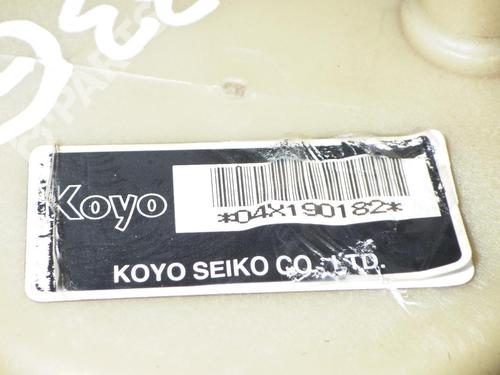 Koyo
*04X190182*
KOYO SEIKO CO., LTD.